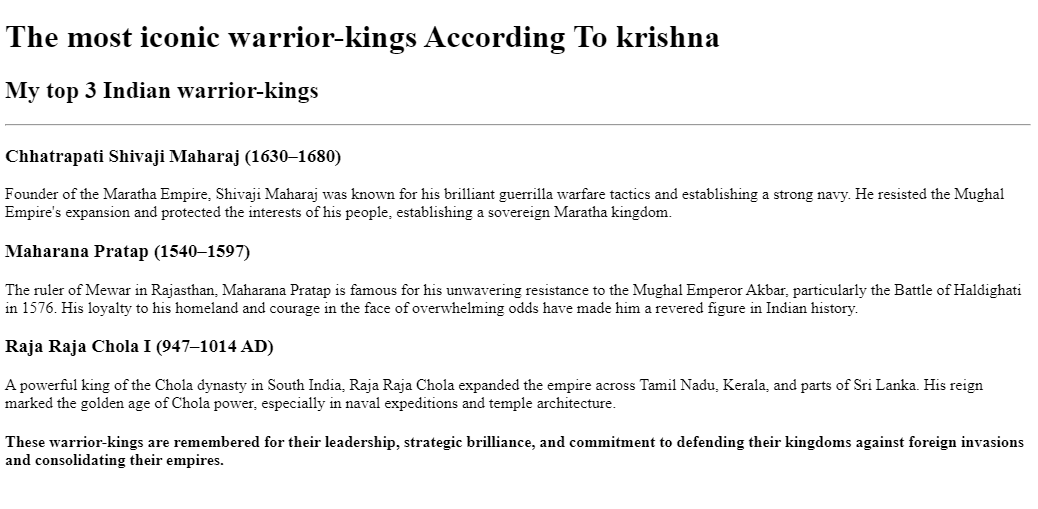 The most iconic warrior-kings According To krishna
My top 3 Indian warrior-kings
Chhatrapati Shivaji Maharaj (1630–1680)
Founder of the Maratha Empire, Shivaji Maharaj was known for his brilliant guerrilla warfare tactics and establishing a strong navy. He resisted the Mughal
Empire's expansion and protected the interests of his people, establishing a sovereign Maratha kingdom.
Maharana Pratap (1540–1597)
The ruler of Mewar in Rajasthan, Maharana Pratap is famous for his unwavering resistance to the Mughal Emperor Akbar, particularly the Battle of Haldighati
in 1576. His loyalty to his homeland and courage in the face of overwhelming odds have made him a revered figure in Indian history.
Raja Raja Chola I (947–1014 AD)
A powerful king of the Chola dynasty in South India, Raja Raja Chola expanded the empire across Tamil Nadu, Kerala, and parts of Sri Lanka. His reign
marked the golden age of Chola power, especially in naval expeditions and temple architecture.
These warrior-kings are remembered for their leadership, strategic brilliance, and commitment to defending their kingdoms against foreign invasions
and consolidating their empires.